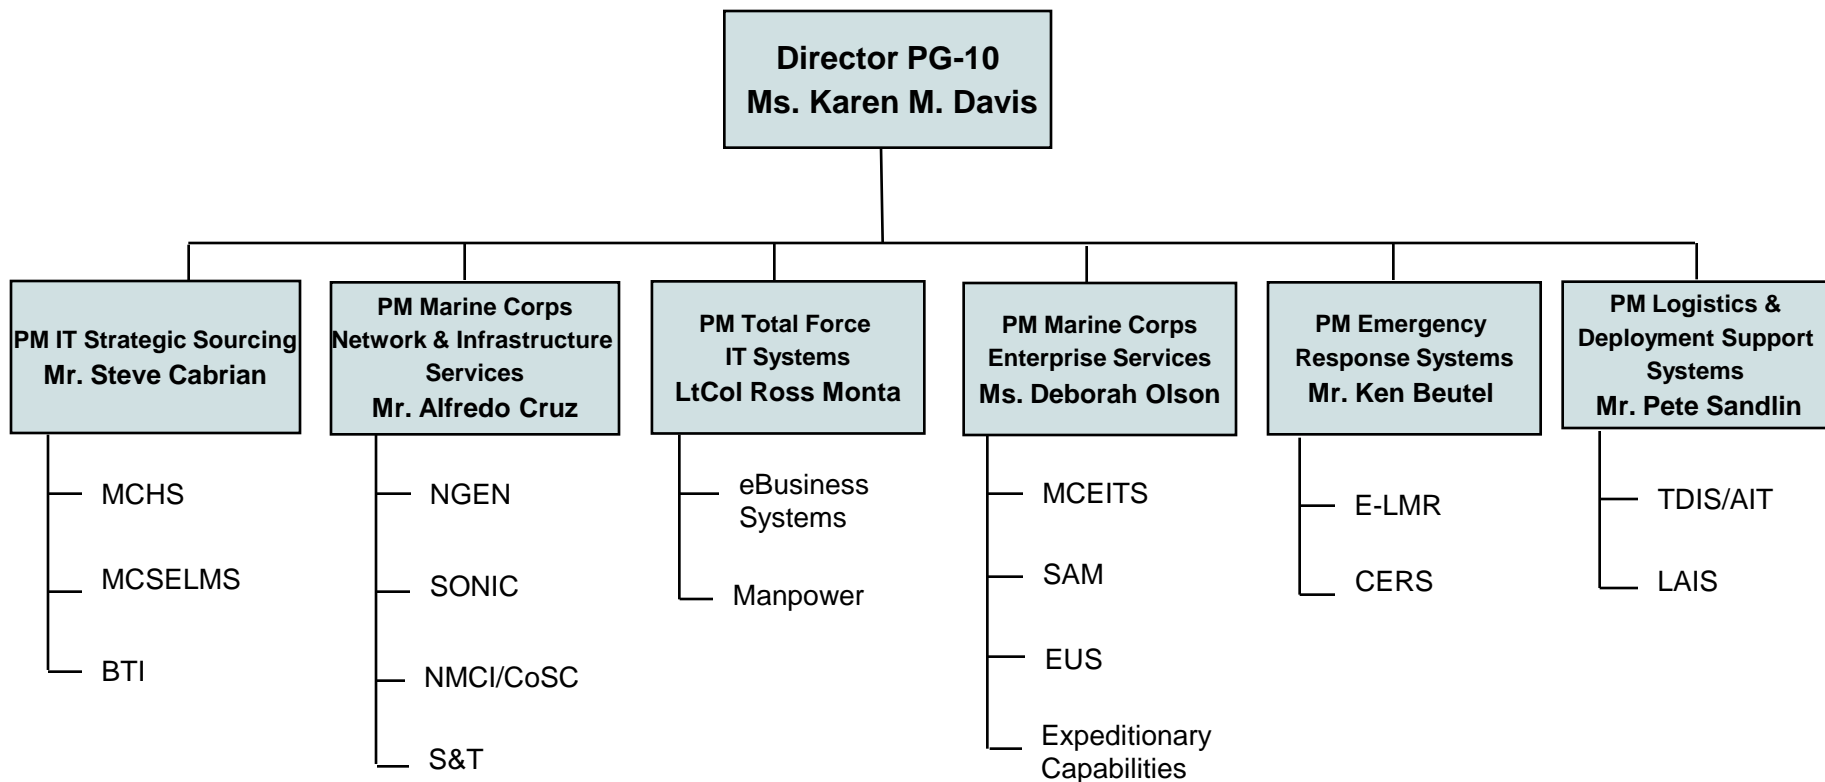 Director PG-10
Ms. Karen M. Davis
PM IT Strategic Sourcing
Mr. Steve Cabrian
MCHS
MCSELMS
BTI
PM Marine Corps
Network & Infrastructure
Services
Mr. Alfredo Cruz
NGEN
SONIC
NMCI/CoSC
S&T
PM Total Force
IT Systems
LtCol Ross Monta
eBusiness
Systems
Manpower
PM Marine Corps
Enterprise Services
Ms. Deborah Olson
MCEITS
SAM
EUS
Expeditionary
Capabilities
PM Emergency
Response Systems
Mr. Ken Beutel
E-LMR
CERS
PM Logistics &
Deployment Support
Systems
Mr. Pete Sandlin
TDIS/AIT
LAIS